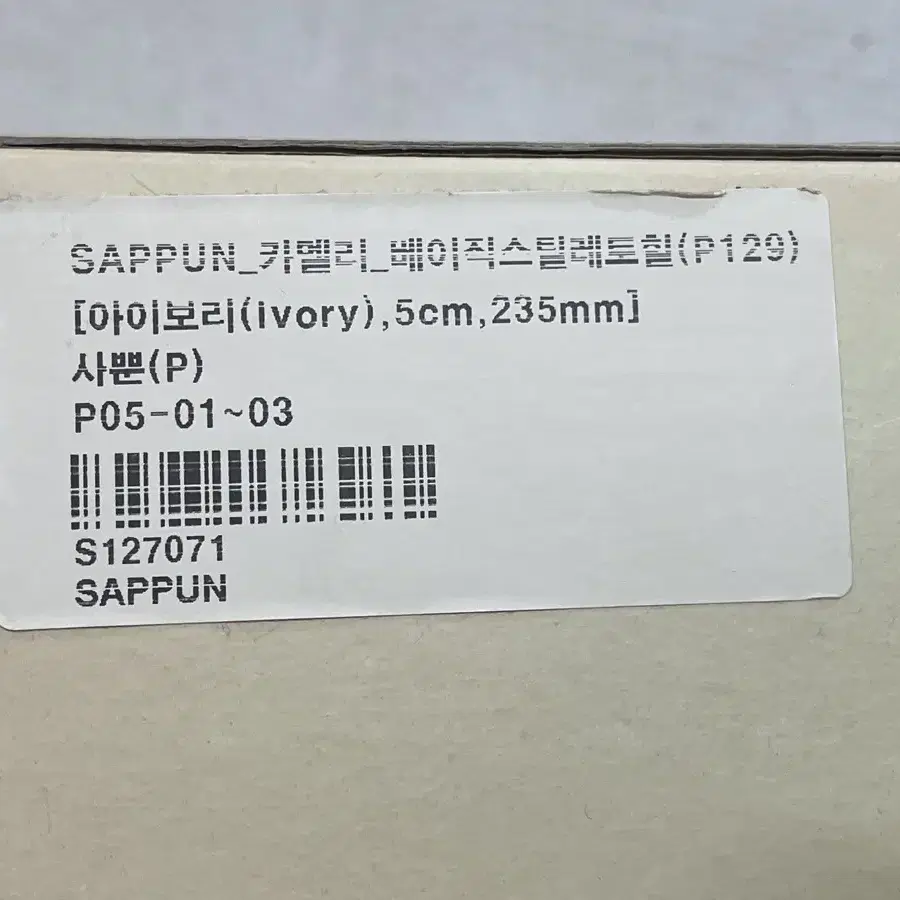 SAPPUN_카멜리_베이직스틸레토힐(P129)
[아이보리(ivory),5cm,235mm]
사뿐(P)
P05-01~03
S127071
SAPPUN